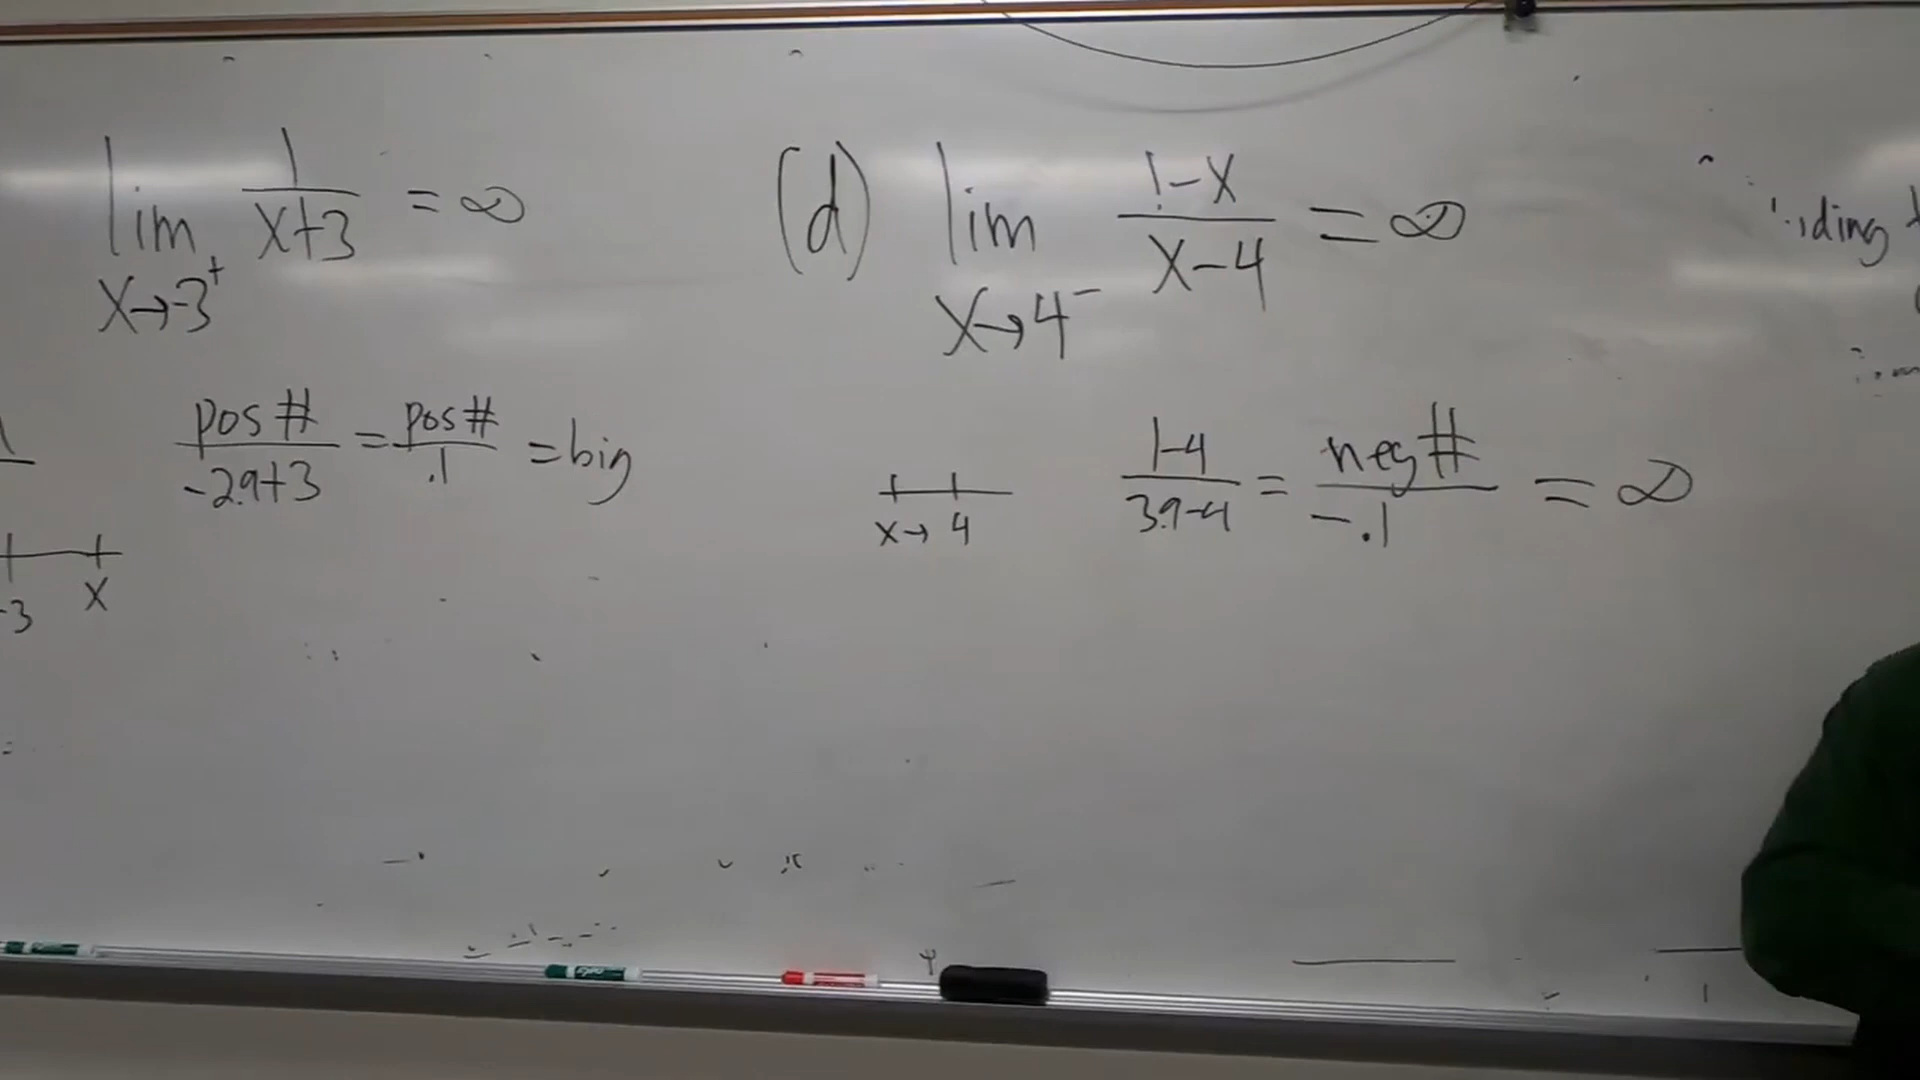 lim x→-3⁺ 1/(x+3) = ∞
pos#/(-2.9+3) = pos#/.1 = big
-3 x
(d) lim x→4⁻ (1-x)/(x-4) = ∞
x→ 4
(1-4)/(3.9-4) = neg#/-.1 = ∞